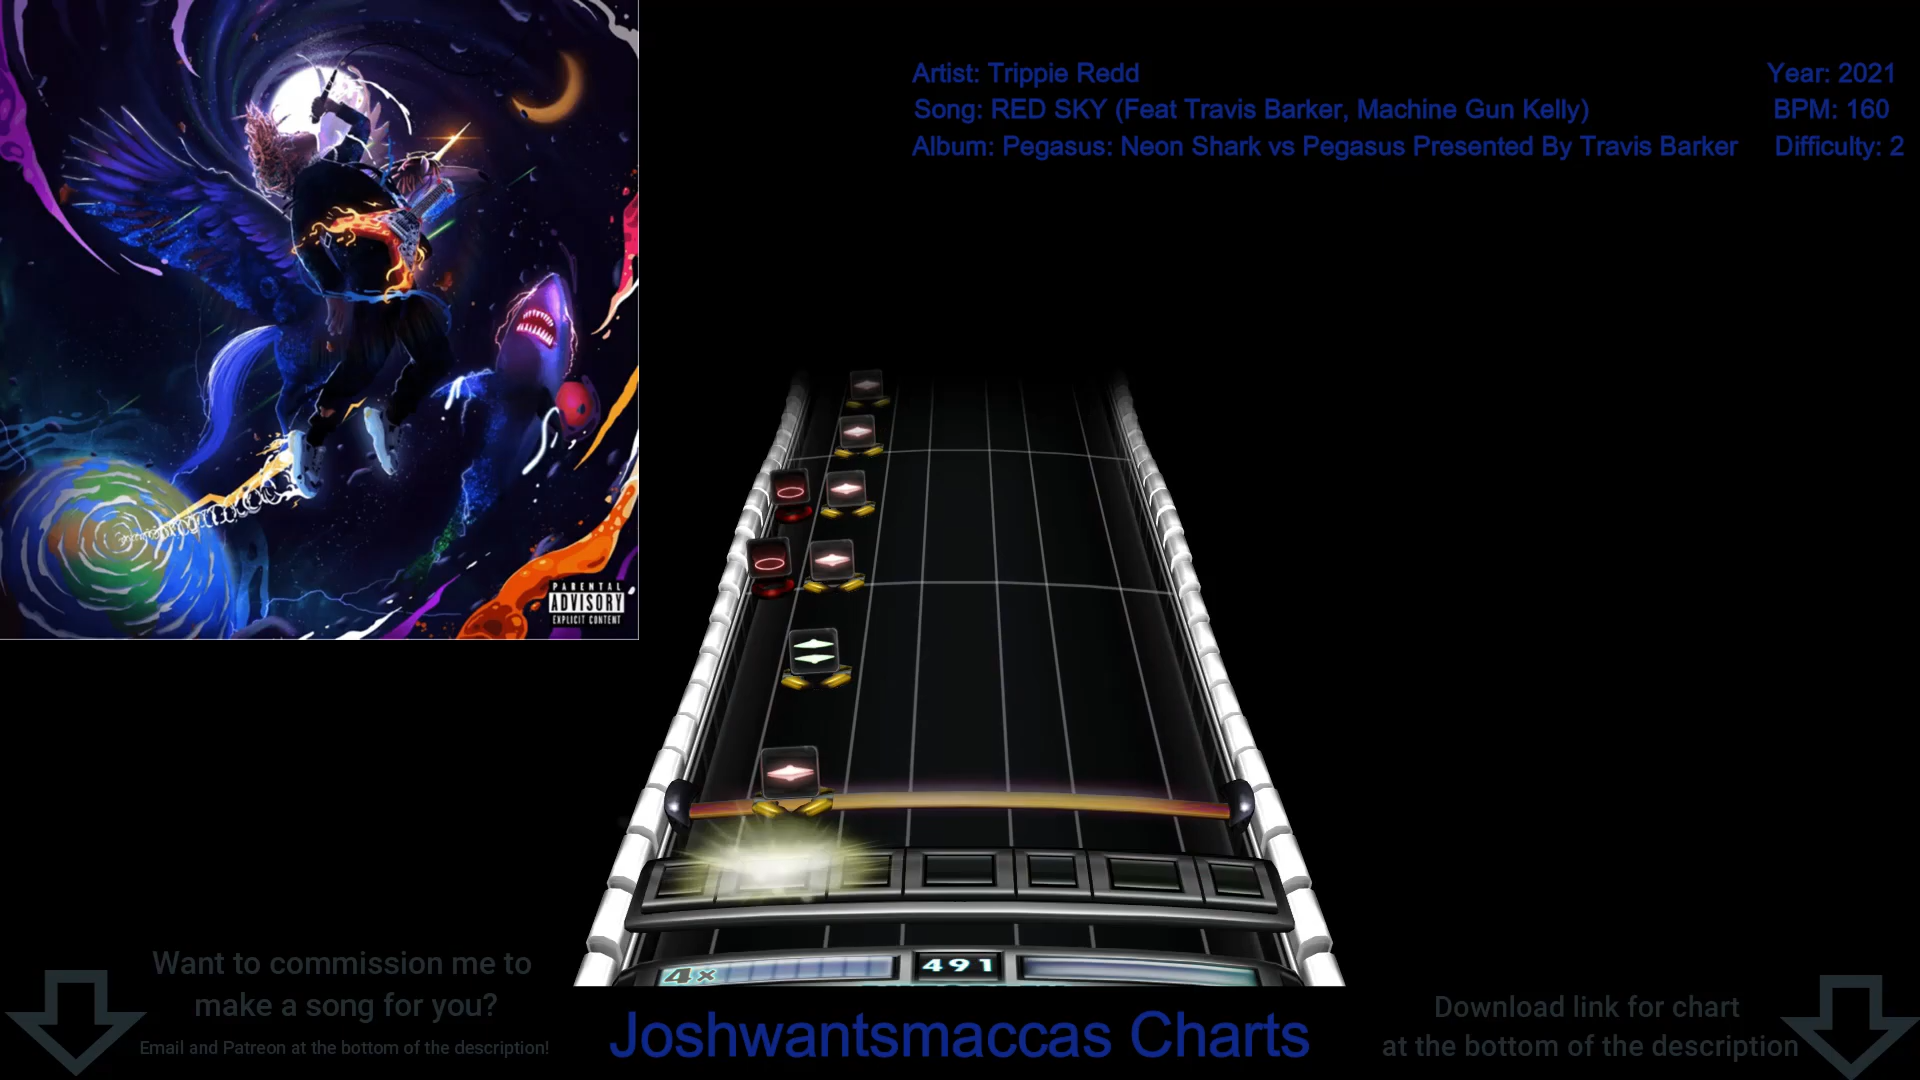 Artist: Trippie Redd
Year: 2021
Song: RED SKY (Feat Travis Barker, Machine Gun Kelly)
BPM: 160
Album: Pegasus: Neon Shark vs Pegasus Presented By Travis Barker
Difficulty: 2
PARENTAL
ADVISORY
EXPLICIT CONTENT
4x
491
Want to commission me to
make a song for you?
Email and Patreon at the bottom of the description!
Joshwantsmaccas Charts
Download link for chart
at the bottom of the description